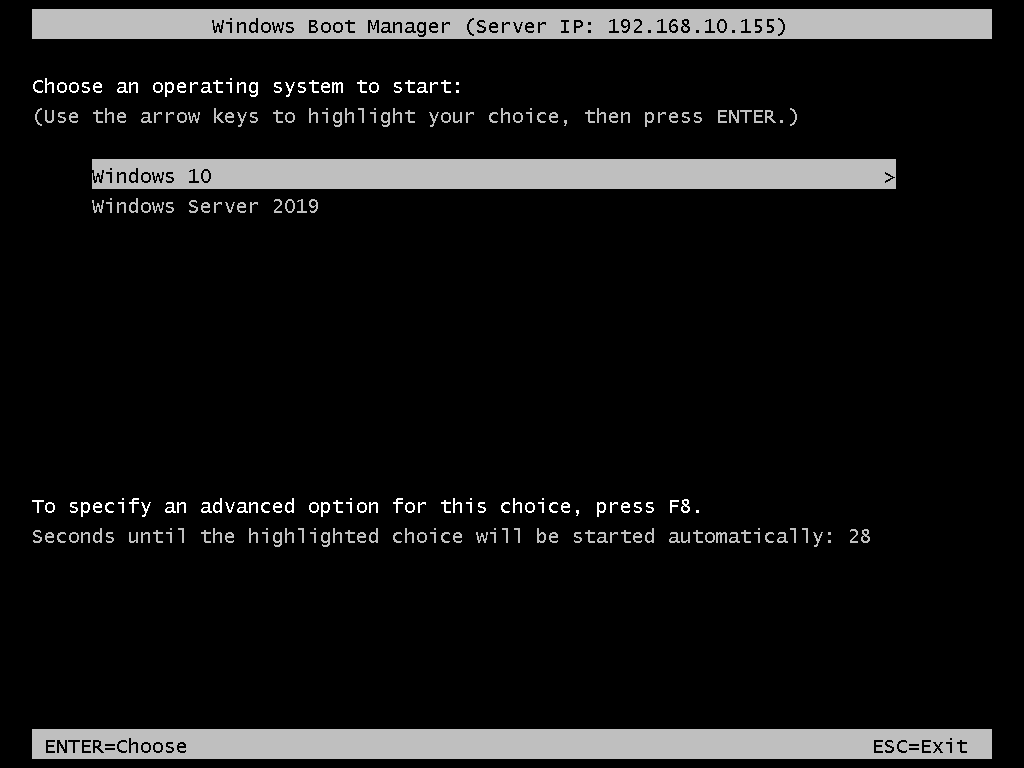 Windows Boot Manager (Server IP: 192.168.10.155)
Choose an operating system to start:
(Use the arrow keys to highlight your choice, then press ENTER.)
Windows 10 >
Windows Server 2019
To specify an advanced option for this choice, press F8.
Seconds until the highlighted choice will be started automatically: 28
ENTER=Choose ESC=Exit